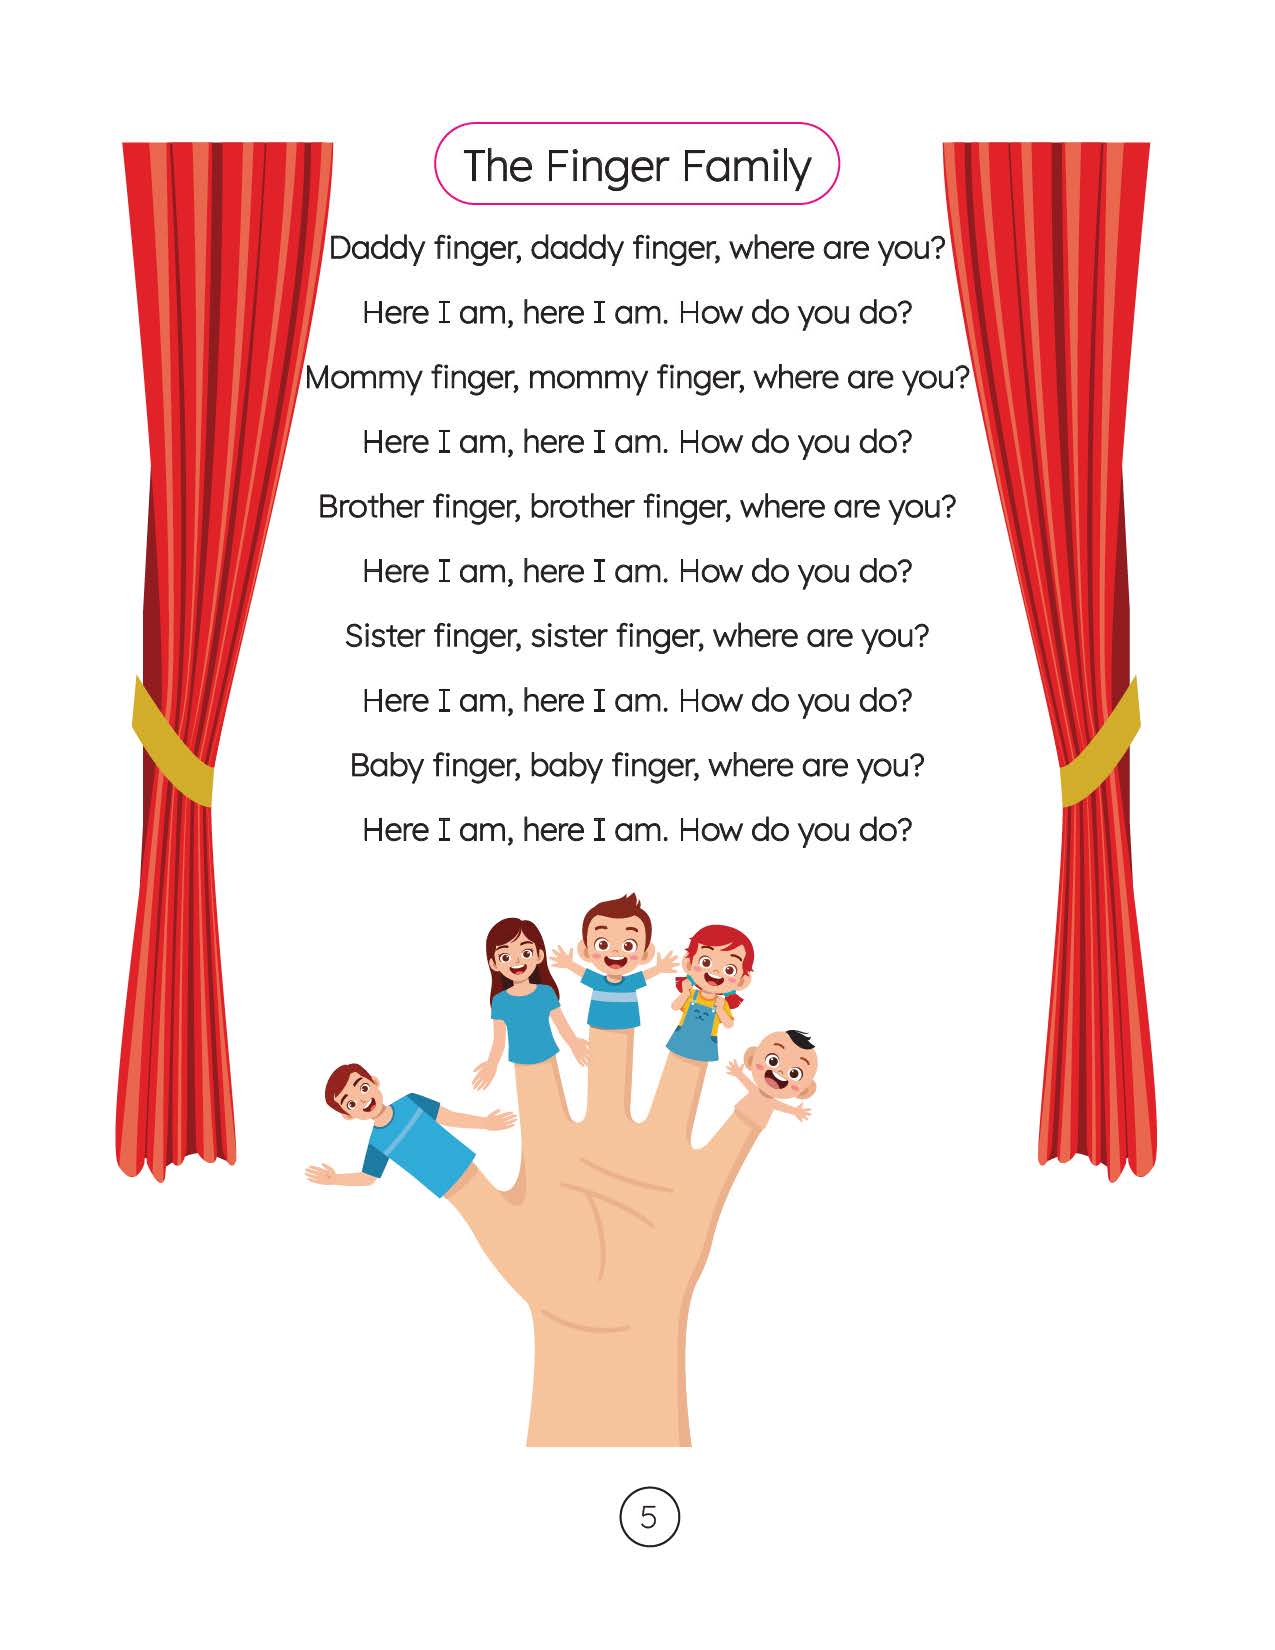 The Finger Family
Daddy finger, daddy finger, where are you?
Here I am, here I am. How do you do?
Mommy finger, mommy finger, where are you?
Here I am, here I am. How do you do?
Brother finger, brother finger, where are you?
Here I am, here I am. How do you do?
Sister finger, sister finger, where are you?
Here I am, here I am. How do you do?
Baby finger, baby finger, where are you?
Here I am, here I am. How do you do?
5